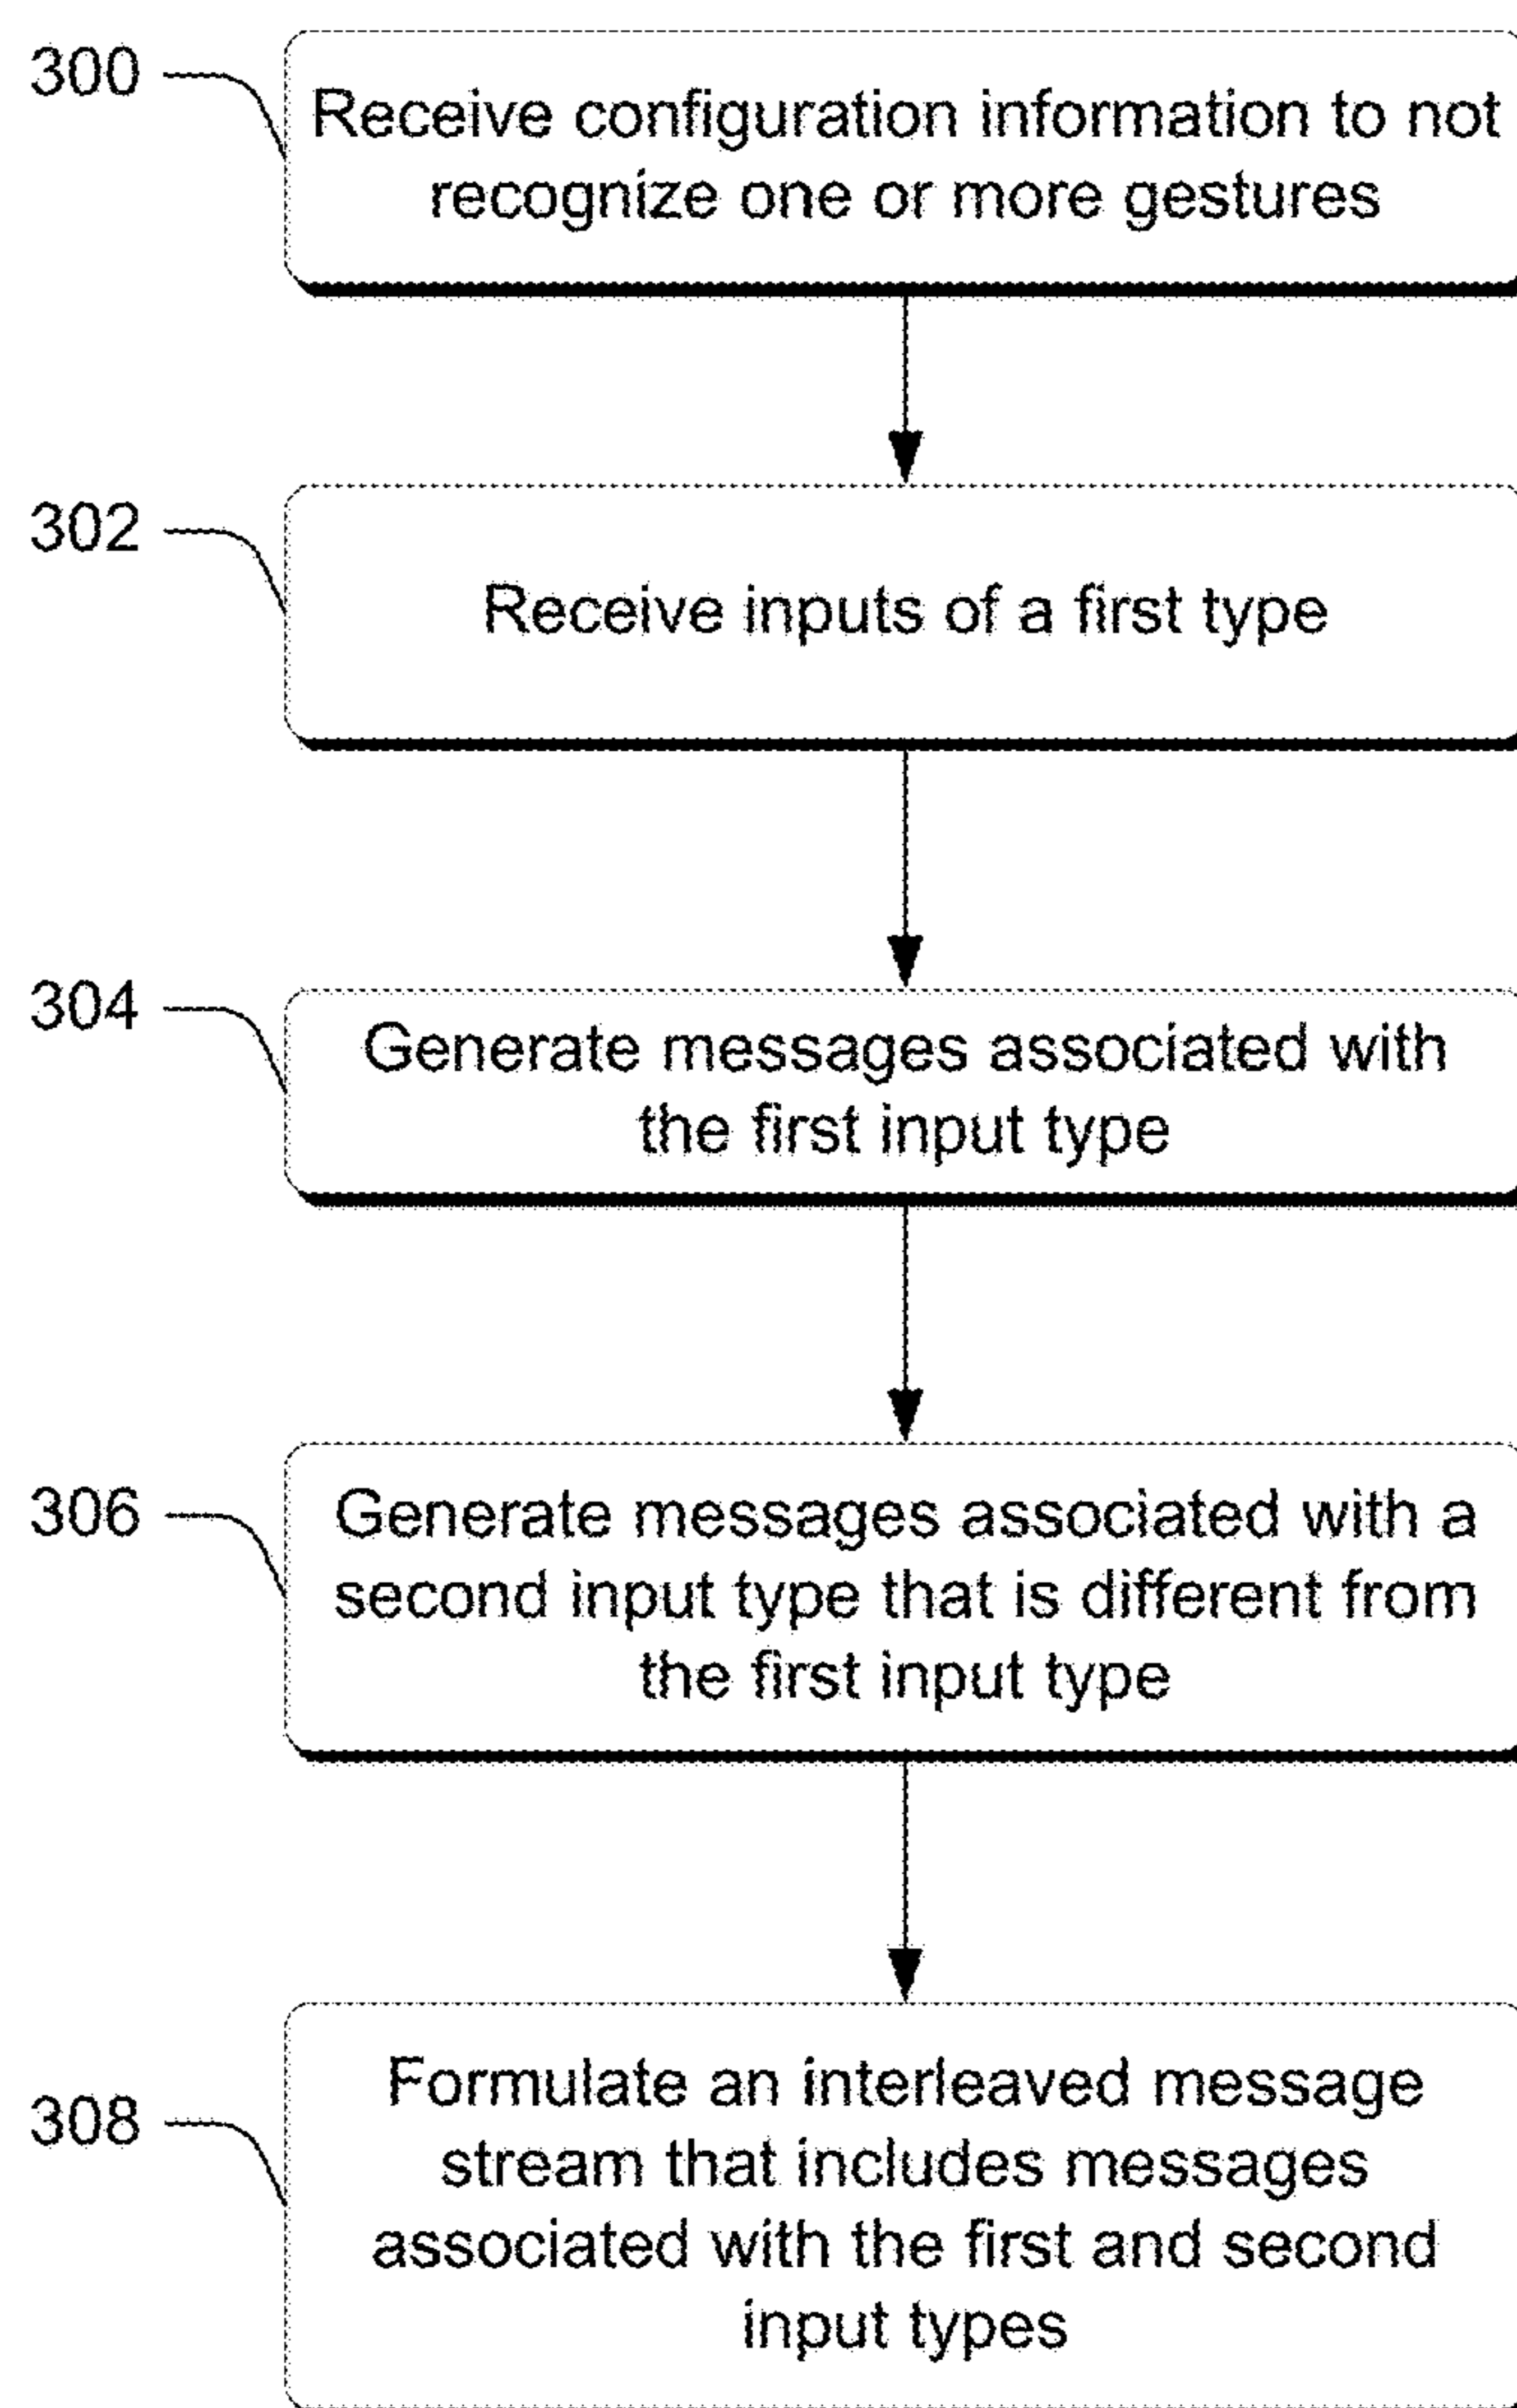 300
Receive configuration information to not
recognize one or more gestures
302
Receive inputs of a first type
304
Generate messages associated with
the first input type
306
Generate messages associated with a
second input type that is different from
the first input type
308
Formulate an interleaved message
stream that includes messages
associated with the first and second
input types